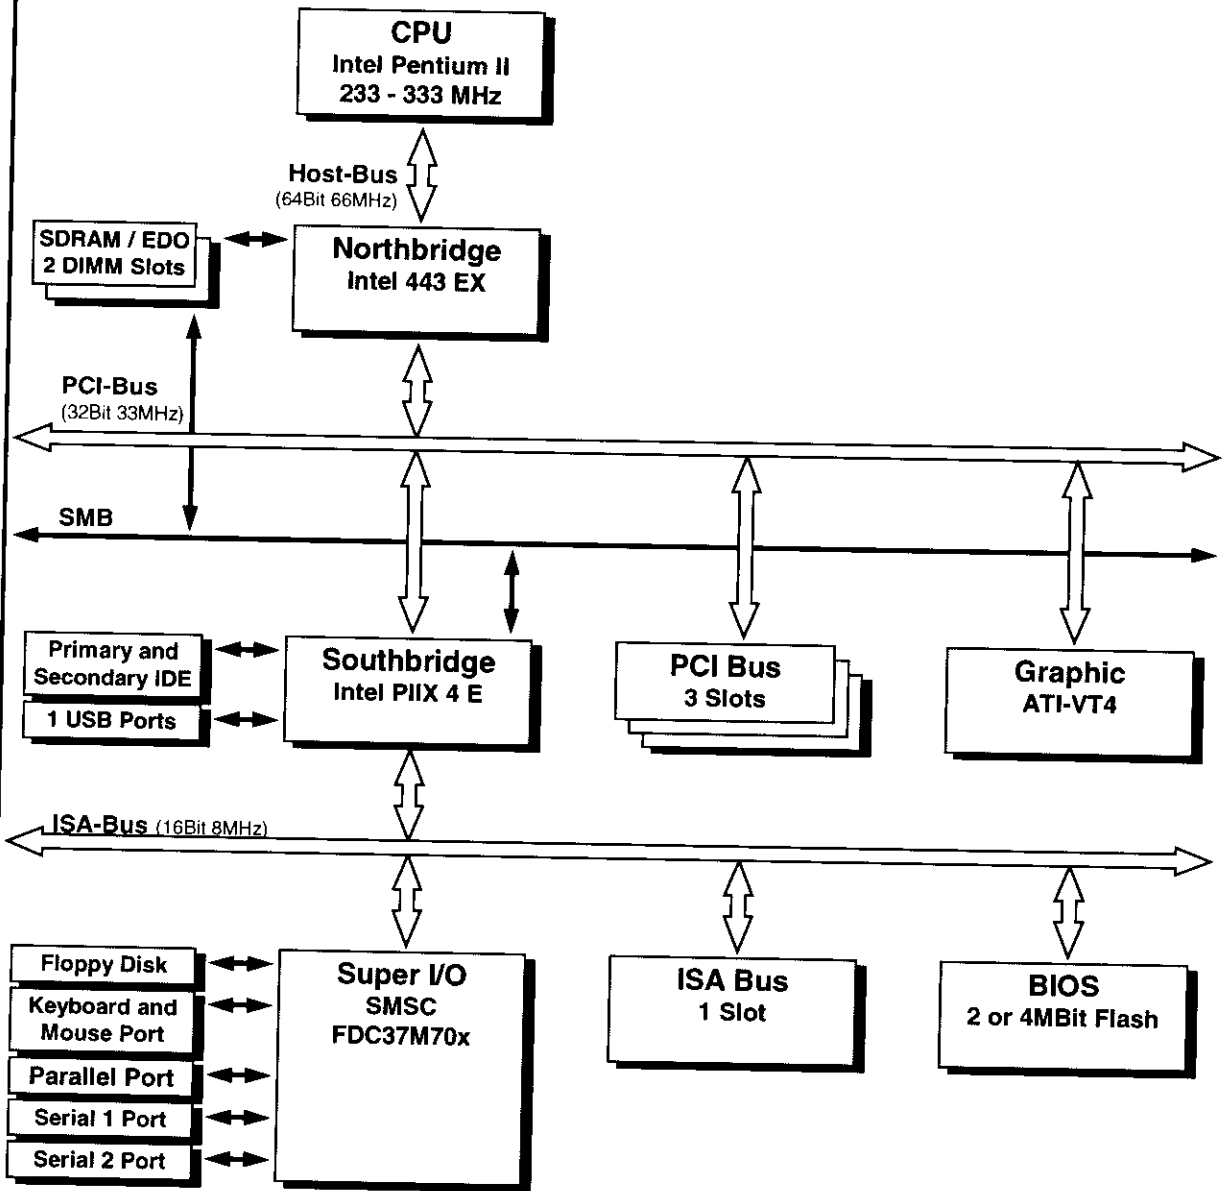 CPU
Intel Pentium II
233 - 333 MHz
Host-Bus
(64Bit 66MHz)
SDRAM / EDO
2 DIMM Slots
Northbridge
Intel 443 EX
PCI-Bus
(32Bit 33MHz)
SMB
Primary and
Secondary IDE
1 USB Ports
Southbridge
Intel PIIX 4 E
PCI Bus
3 Slots
Graphic
ATI-VT4
ISA-Bus (16Bit 8MHz)
Floppy Disk
Keyboard and
Mouse Port
Parallel Port
Serial 1 Port
Serial 2 Port
Super I/O
SMSC
FDC37M70x
ISA Bus
1 Slot
BIOS
2 or 4MBit Flash